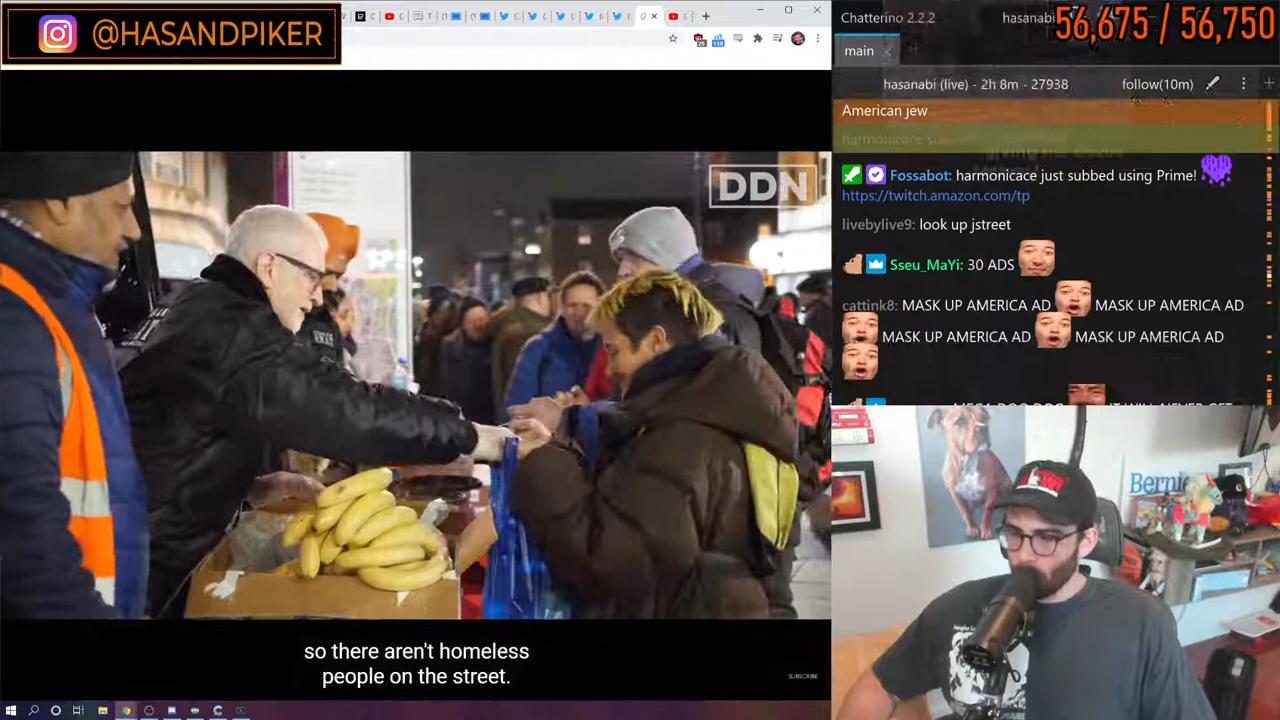 @HASANDPIKER
DDN
so there aren't homeless
people on the street.
SUBSCRIBE
Chatterino 2.2.2
hasanabi
56,675 / 56,750
main
hasanabi (live) - 2h 8m - 27938
follow(10m)
American jew
harmonicace
Fossabot: harmonicace just subbed using Prime!
https://twitch.amazon.com/tp
livebylive9: look up jstreet
Sseu_MaYi: 30 ADS
cattink8: MASK UP AMERICA AD MASK UP AMERICA AD
MASK UP AMERICA AD MASK UP AMERICA AD
Bernie